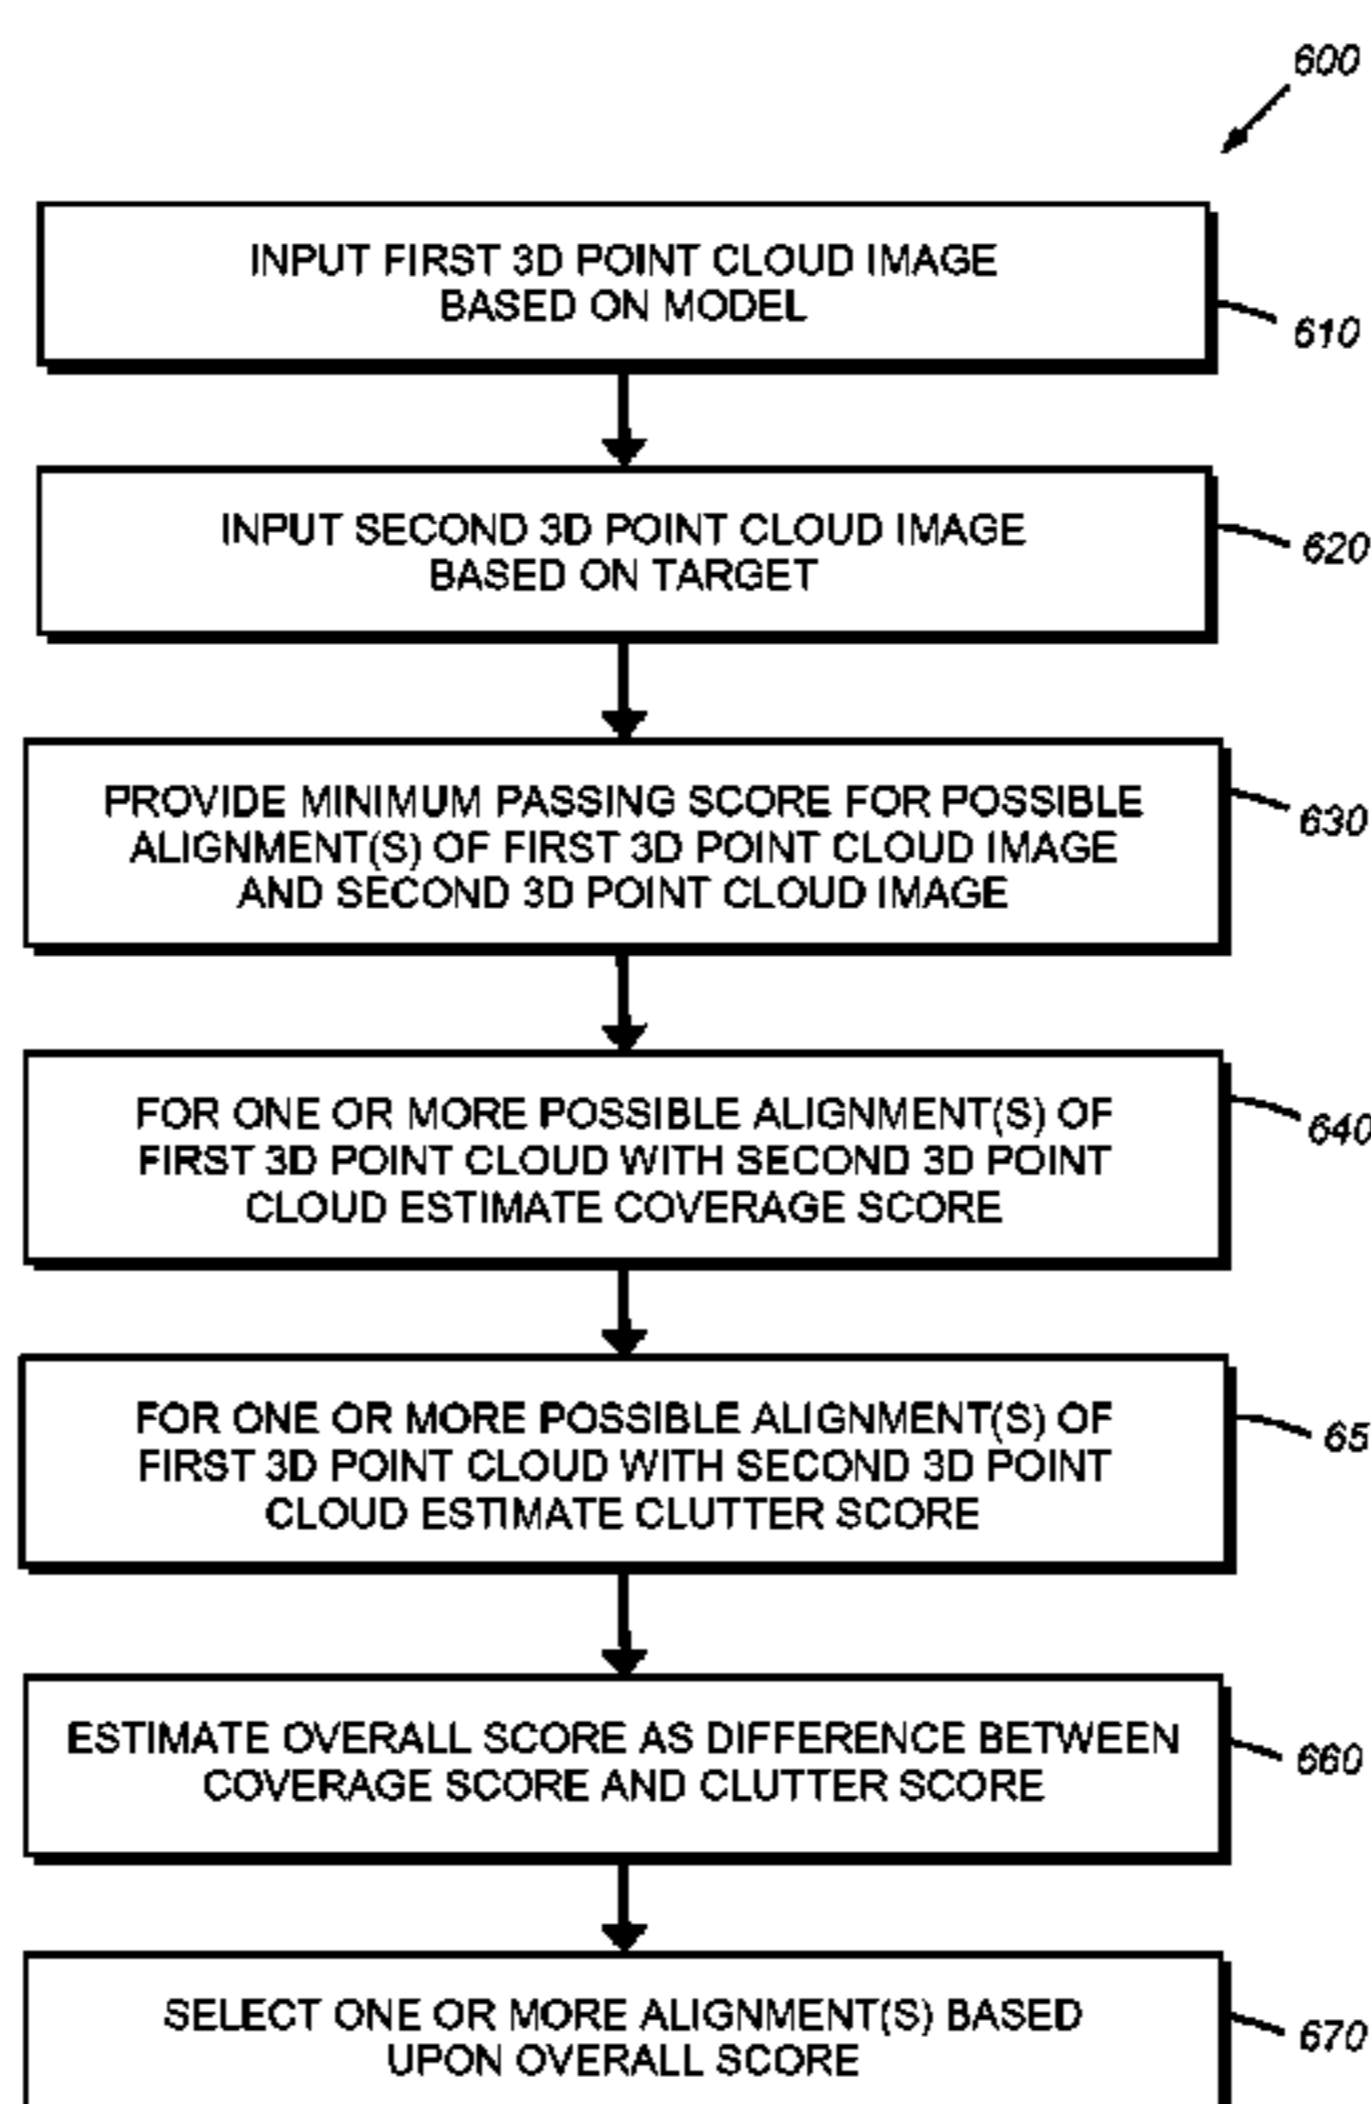 600
INPUT FIRST 3D POINT CLOUD IMAGE
BASED ON MODEL
610
INPUT SECOND 3D POINT CLOUD IMAGE
BASED ON TARGET
620
PROVIDE MINIMUM PASSING SCORE FOR POSSIBLE
ALIGNMENT(S) OF FIRST 3D POINT CLOUD IMAGE
AND SECOND 3D POINT CLOUD IMAGE
630
FOR ONE OR MORE POSSIBLE ALIGNMENT(S) OF
FIRST 3D POINT CLOUD WITH SECOND 3D POINT
CLOUD ESTIMATE COVERAGE SCORE
640
FOR ONE OR MORE POSSIBLE ALIGNMENT(S) OF
FIRST 3D POINT CLOUD WITH SECOND 3D POINT
CLOUD ESTIMATE CLUTTER SCORE
65
ESTIMATE OVERALL SCORE AS DIFFERENCE BETWEEN
COVERAGE SCORE AND CLUTTER SCORE
660
SELECT ONE OR MORE ALIGNMENT(S) BASED
UPON OVERALL SCORE
670